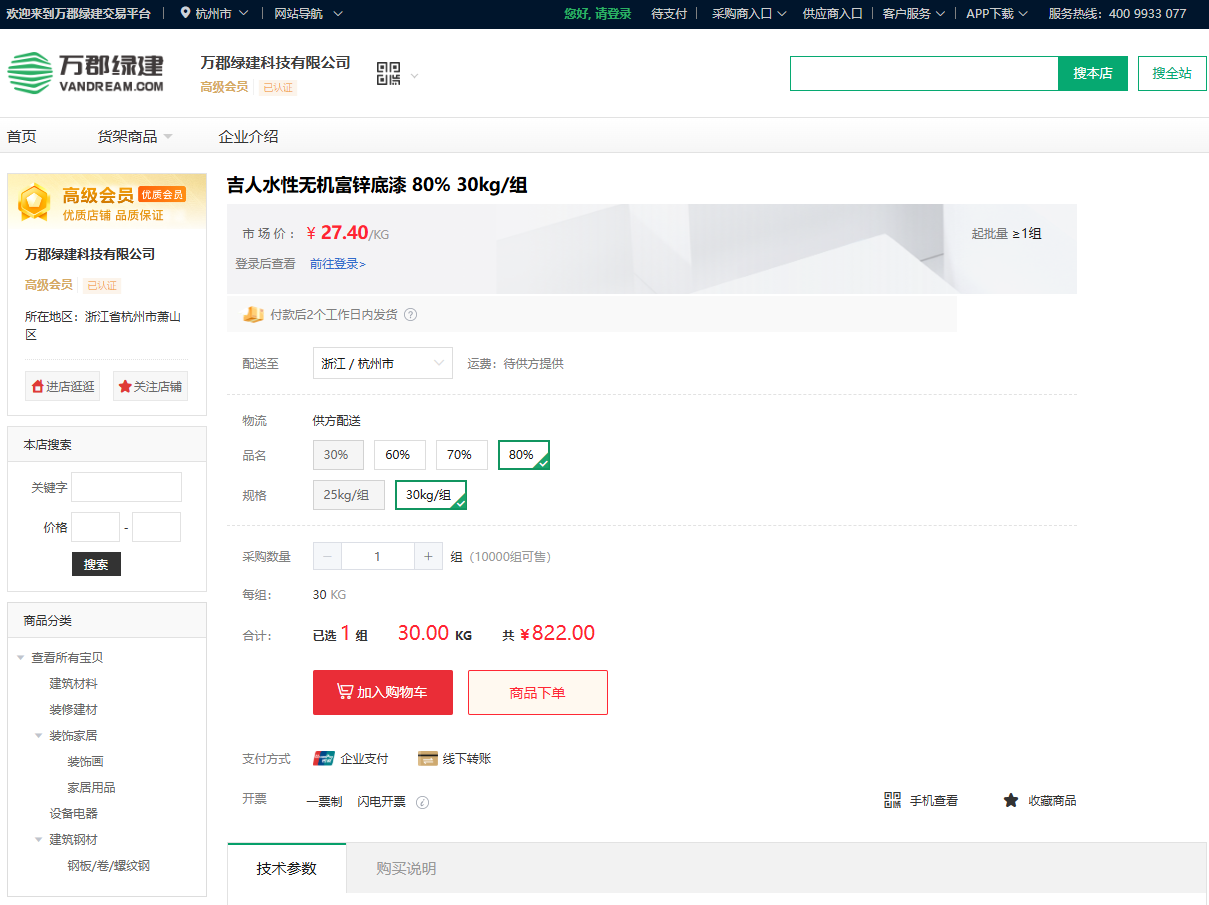 欢迎来到万郡绿建交易平台 杭州市 网站导航 您好, 请登录 待支付 采购商入口 供应商入口 客户服务 APP下载 服务热线：400 9933 077
万郡绿建
VANDREAM.COM
万郡绿建科技有限公司
高级会员 已认证
搜本店 搜全站
首页 货架商品 企业介绍
高级会员 优质会员
优质店铺 品质保证
万郡绿建科技有限公司
高级会员 已认证
所在地区：浙江省杭州市萧山
区
进店逛逛 关注店铺
本店搜索
关键字
价格 -
搜索
商品分类
查看所有宝贝
建筑材料
装修建材
装饰家居
装饰画
家居用品
设备电器
建筑钢材
钢板/卷/螺纹钢
吉人水性无机富锌底漆 80% 30kg/组
市 场 价 ： ¥ 27.40/KG 起批量 ≥1组
登录后查看 前往登录>
付款后2个工作日内发货 ?
配送至 浙江 / 杭州市 运费：待供方提供
物流 供方配送
品名 30% 60% 70% 80%
规格 25kg/组 30kg/组
采购数量 － 1 + 组 （10000组可售）
每组： 30 KG
合计： 已选 1 组 30.00 KG 共 ¥822.00
加入购物车 商品下单
支付方式 企业支付 线下转账
开票 一票制 闪电开票 i 手机查看 收藏商品
技术参数 购买说明